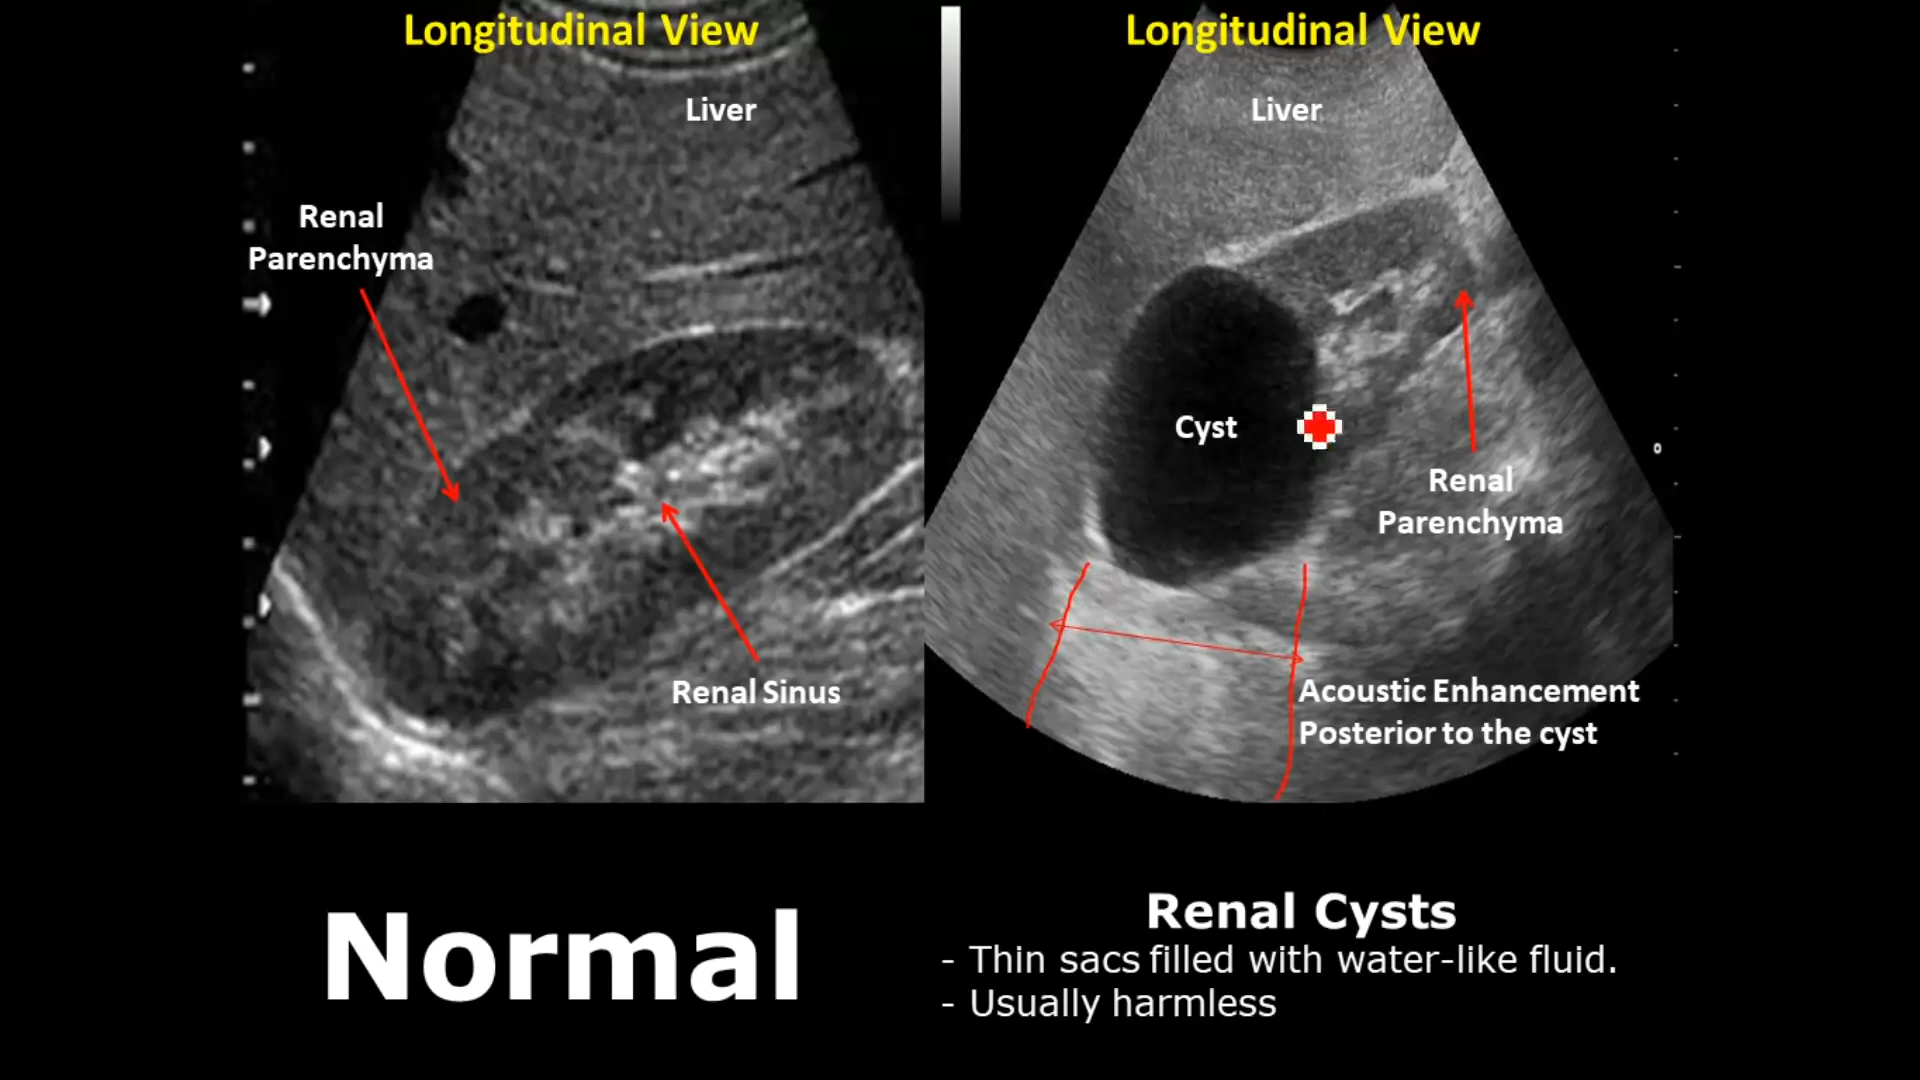 Longitudinal View
Liver
Renal
Parenchyma
Renal Sinus
Normal
Longitudinal View
Liver
Cyst
Renal
Parenchyma
Acoustic Enhancement
Posterior to the cyst
Renal Cysts
- Thin sacs filled with water-like fluid.
- Usually harmless